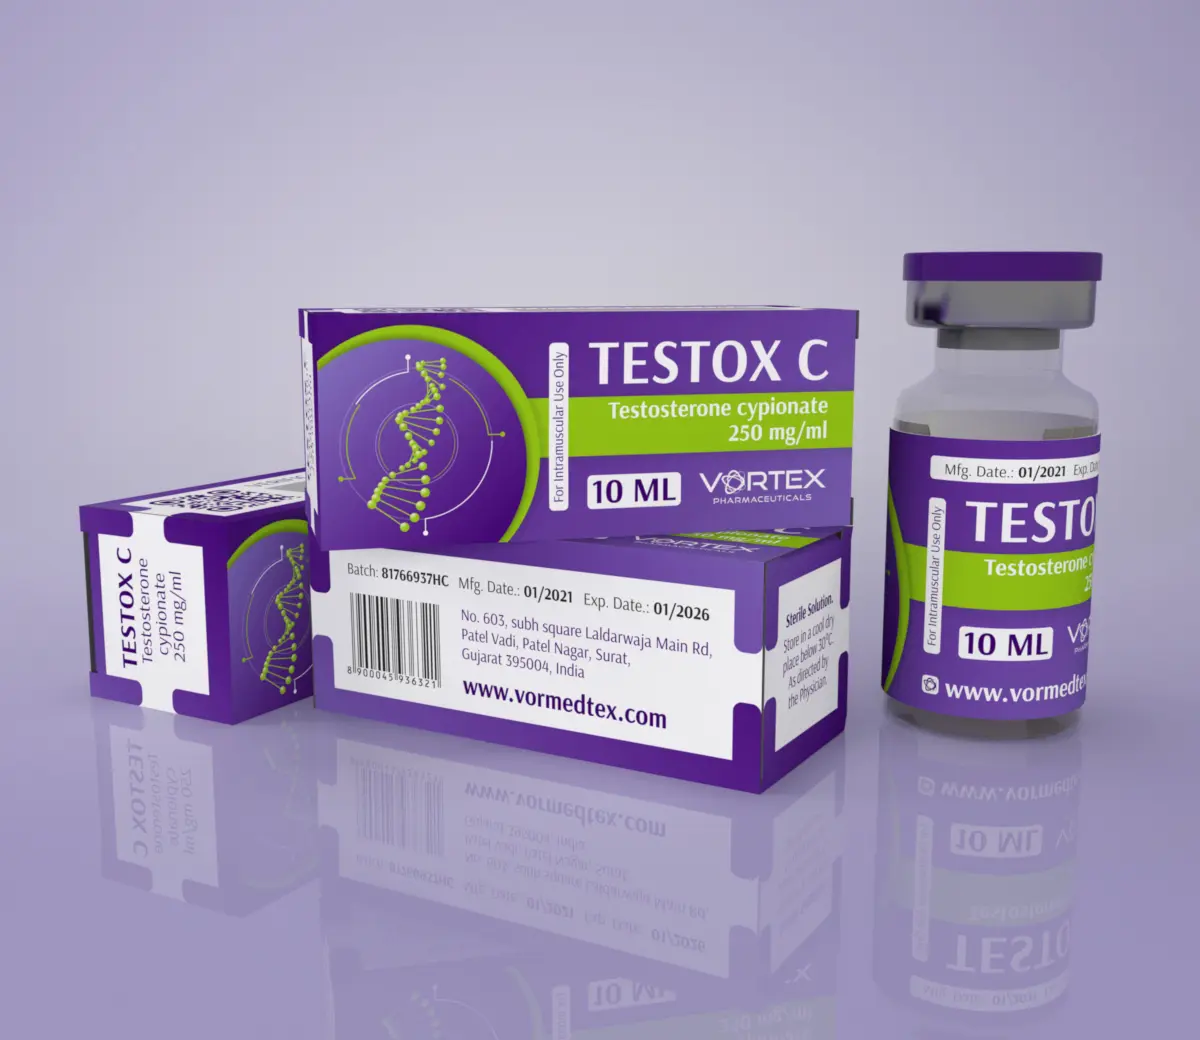 For Intramuscular Use Only
TESTOX C
Testosterone cypionate
250 mg/ml
10 ML
VORTEX
PHARMACEUTICALS
TESTOX C
Testosterone
cypionate
250 mg/ml
VORTEX
Batch: 81766937HC Mfg. Date.: 01/2021 Exp. Date.: 01/2026
No. 603, subh square Laldarwaja Main Rd,
Patel Vadi, Patel Nagar, Surat,
Gujarat 395004, India
8 900045 936321
www.vormedtex.com
Sterile Solution.
Store in a cool dry
place below 30°C.
As directed by
the Physician.
Mfg. Date.: 01/2021 Exp.
For Intramuscular Use Only
TESTO
Testosterone
10 ML
www.vormedte